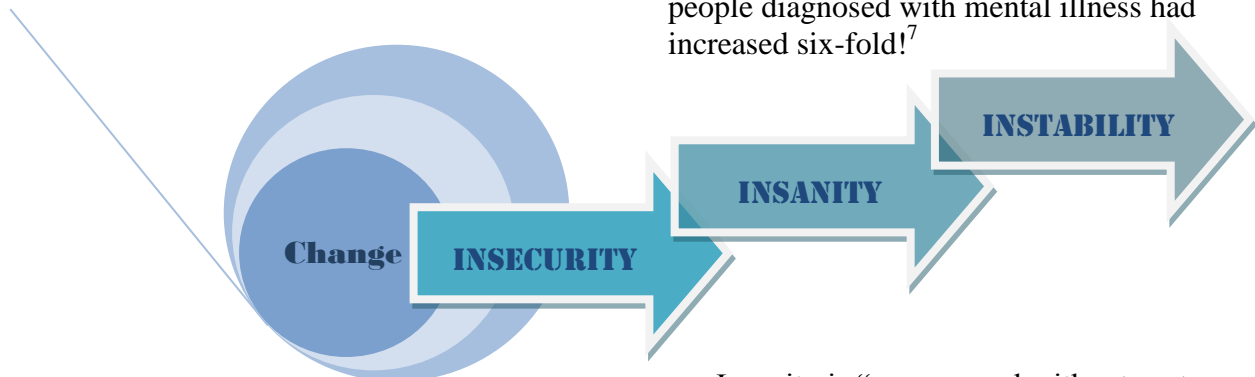 people diagnosed with mental illness had
increased six-fold!7
INSTABILITY
INSANITY
Change
INSECURITY